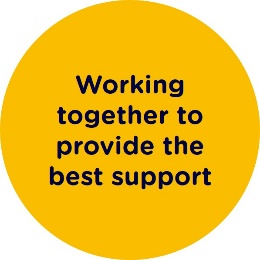 Working
together to
provide the
best support